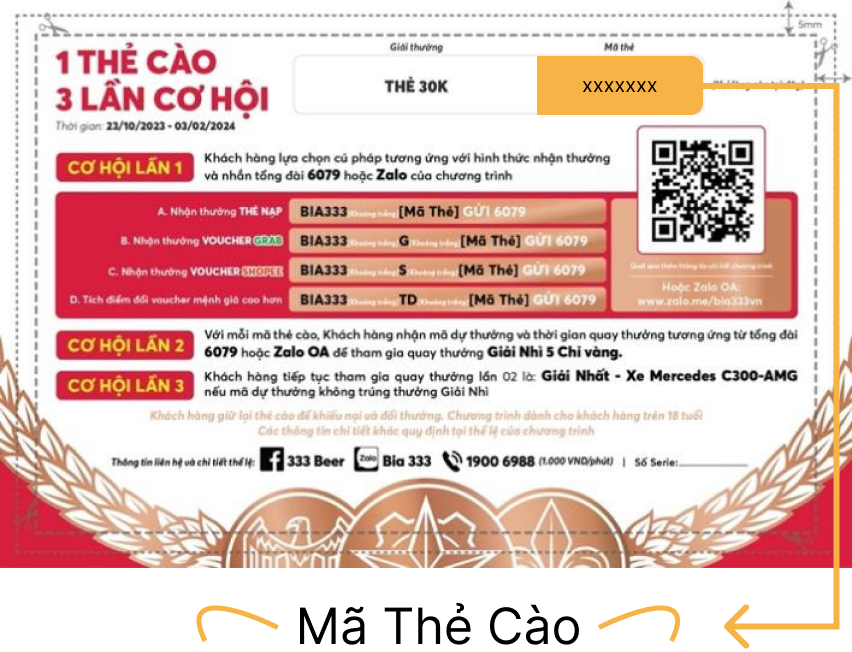 5mm
Giải thưởng Mã thẻ
1 THẺ CÀO
3 LẦN CƠ HỘI
THẺ 30K xxxxxxx
Thời gian: 23/10/2023 - 03/02/2024
CƠ HỘI LẦN 1
Khách hàng lựa chọn cú pháp tương ứng với hình thức nhận thưởng
và nhắn tổng đài 6079 hoặc Zalo của chương trình
A. Nhận thưởng THẺ NẠP BIA333 (Khoảng trắng) [Mã Thẻ] GỬI 6079
B. Nhận thưởng VOUCHER GRAB BIA333 (Khoảng trắng) G (Khoảng trắng) [Mã Thẻ] GỬI 6079
C. Nhận thưởng VOUCHER SHOPEE BIA333 (Khoảng trắng) S (Khoảng trắng) [Mã Thẻ] GỬI 6079
D. Tích điểm đổi voucher mệnh giá cao hơn BIA333 (Khoảng trắng) TD (Khoảng trắng) [Mã Thẻ] GỬI 6079
Quét xem thêm thông tin chi tiết chương trình
Hoặc Zalo OA:
www.zalo.me/bia333vn
CƠ HỘI LẦN 2
Với mỗi mã thẻ cào, Khách hàng nhận mã dự thưởng và thời gian quay thưởng tương ứng từ tổng đài
6079 hoặc Zalo OA để tham gia quay thưởng Giải Nhì 5 Chỉ vàng.
CƠ HỘI LẦN 3
Khách hàng tiếp tục tham gia quay thưởng lần 02 là: Giải Nhất - Xe Mercedes C300-AMG
nếu mã dự thưởng không trúng thưởng Giải Nhì
Khách hàng giữ lại thẻ cào để khiếu nại và đổi thưởng. Chương trình dành cho khách hàng trên 18 tuổi
Các thông tin chi tiết khác quy định tại thể lệ của chương trình
Thông tin liên hệ và chi tiết thể lệ: 333 Beer Zalo Bia 333 1900 6988 (1.000 VND/phút) | Số Serie:
Mã Thẻ Cào